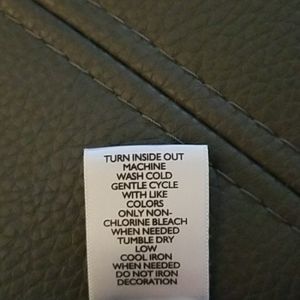 TURN INSIDE OUT
MACHINE
WASH COLD
GENTLE CYCLE
WITH LIKE
COLORS
ONLY NON-
CHLORINE BLEACH
WHEN NEEDED
TUMBLE DRY
LOW
COOL IRON
WHEN NEEDED
DO NOT IRON
DECORATION